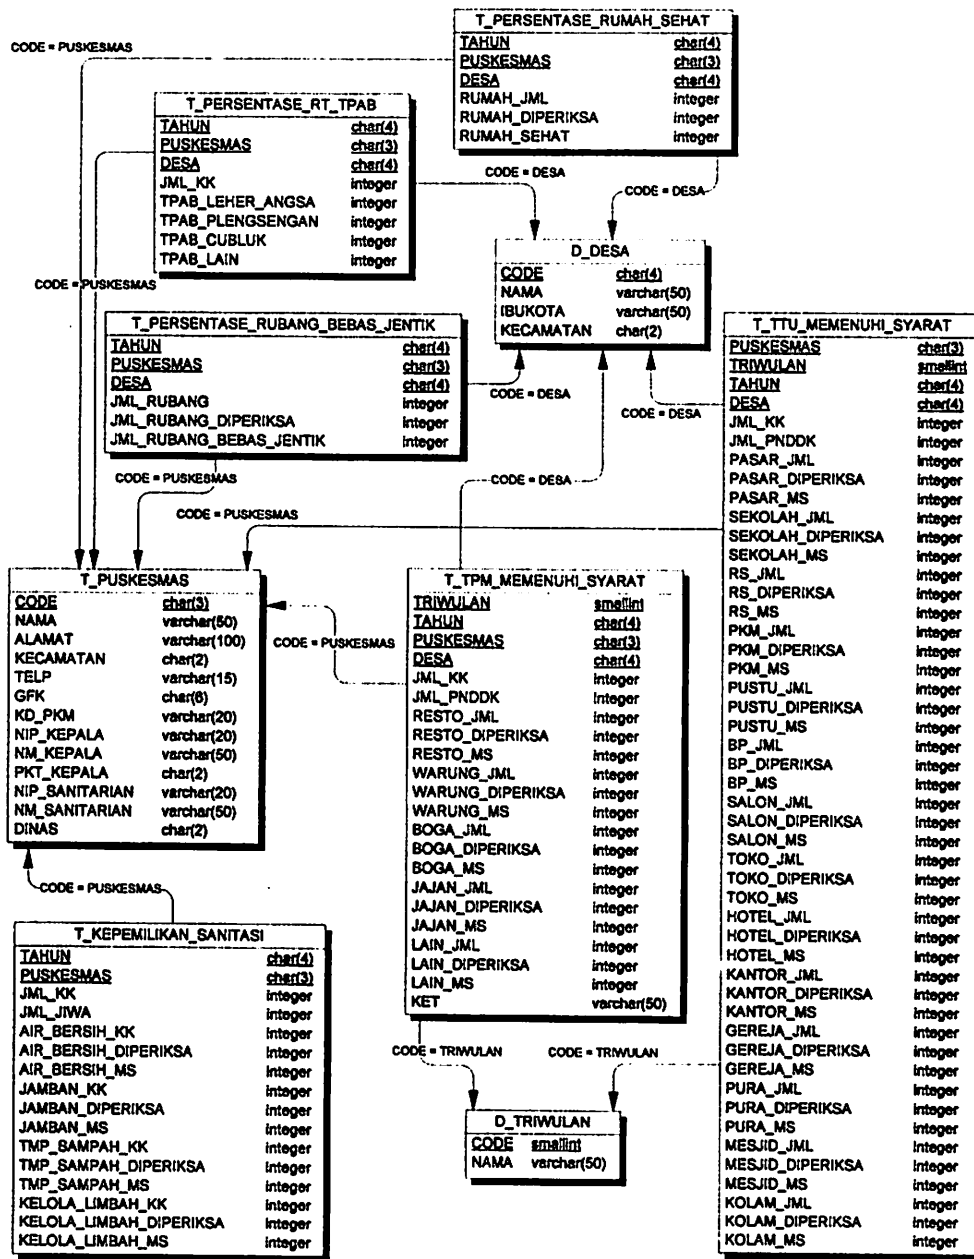 T_PERSENTASE_RUMAH_SEHAT
TAHUN char(4)
PUSKESMAS char(3)
DESA char(4)
RUMAH_JML integer
RUMAH_DIPERIKSA integer
RUMAH_SEHAT integer
CODE = PUSKESMAS
T_PERSENTASE_RT_TPAB
TAHUN char(4)
PUSKESMAS char(3)
DESA char(4)
JML_KK integer
TPAB_LEHER_ANGSA integer
TPAB_PLENGSENGAN integer
TPAB_CUBLUK integer
TPAB_LAIN integer
CODE = DESA
CODE = DESA
D_DESA
CODE char(4)
NAMA varchar(50)
IBUKOTA varchar(50)
KECAMATAN char(2)
CODE = PUSKESMAS
T_PERSENTASE_RUBANG_BEBAS_JENTIK
TAHUN char(4)
PUSKESMAS char(3)
DESA char(4)
JML_RUBANG integer
JML_RUBANG_DIPERIKSA integer
JML_RUBANG_BEBAS_JENTIK integer
CODE = DESA
CODE = DESA
CODE = PUSKESMAS
CODE = DESA
CODE = PUSKESMAS
T_TTU_MEMENUHI_SYARAT
PUSKESMAS char(3)
TRIWULAN smallint
TAHUN char(4)
DESA char(4)
JML_KK integer
JML_PNDDK integer
PASAR_JML integer
PASAR_DIPERIKSA integer
PASAR_MS integer
SEKOLAH_JML integer
SEKOLAH_DIPERIKSA integer
SEKOLAH_MS integer
RS_JML integer
RS_DIPERIKSA integer
RS_MS integer
PKM_JML integer
PKM_DIPERIKSA integer
PKM_MS integer
PUSTU_JML integer
PUSTU_DIPERIKSA integer
PUSTU_MS integer
BP_JML integer
BP_DIPERIKSA integer
BP_MS integer
SALON_JML integer
SALON_DIPERIKSA integer
SALON_MS integer
TOKO_JML integer
TOKO_DIPERIKSA integer
TOKO_MS integer
HOTEL_JML integer
HOTEL_DIPERIKSA integer
HOTEL_MS integer
KANTOR_JML integer
KANTOR_DIPERIKSA integer
KANTOR_MS integer
GEREJA_JML integer
GEREJA_DIPERIKSA integer
GEREJA_MS integer
PURA_JML integer
PURA_DIPERIKSA integer
PURA_MS integer
MESJID_JML integer
MESJID_DIPERIKSA integer
MESJID_MS integer
KOLAM_JML integer
KOLAM_DIPERIKSA integer
KOLAM_MS integer
T_PUSKESMAS
CODE char(3)
NAMA varchar(50)
ALAMAT varchar(100)
KECAMATAN char(2)
TELP varchar(15)
GFK char(6)
KD_PKM varchar(20)
NIP_KEPALA varchar(20)
NM_KEPALA varchar(50)
PKT_KEPALA char(2)
NIP_SANITARIAN varchar(20)
NM_SANITARIAN varchar(50)
DINAS char(2)
CODE = PUSKESMAS
T_TPM_MEMENUHI_SYARAT
TRIWULAN smallint
TAHUN char(4)
PUSKESMAS char(3)
DESA char(4)
JML_KK integer
JML_PNDDK integer
RESTO_JML integer
RESTO_DIPERIKSA integer
RESTO_MS integer
WARUNG_JML integer
WARUNG_DIPERIKSA integer
WARUNG_MS integer
BOGA_JML integer
BOGA_DIPERIKSA integer
BOGA_MS integer
JAJAN_JML integer
JAJAN_DIPERIKSA integer
JAJAN_MS integer
LAIN_JML integer
LAIN_DIPERIKSA integer
LAIN_MS integer
KET varchar(50)
CODE = PUSKESMAS
T_KEPEMILIKAN_SANITASI
TAHUN char(4)
PUSKESMAS char(3)
JML_KK integer
JML_JIWA integer
AIR_BERSIH_KK integer
AIR_BERSIH_DIPERIKSA integer
AIR_BERSIH_MS integer
JAMBAN_KK integer
JAMBAN_DIPERIKSA integer
JAMBAN_MS integer
TMP_SAMPAH_KK integer
TMP_SAMPAH_DIPERIKSA integer
TMP_SAMPAH_MS integer
KELOLA_LIMBAH_KK integer
KELOLA_LIMBAH_DIPERIKSA integer
KELOLA_LIMBAH_MS integer
CODE = TRIWULAN
CODE = TRIWULAN
D_TRIWULAN
CODE smallint
NAMA varchar(50)